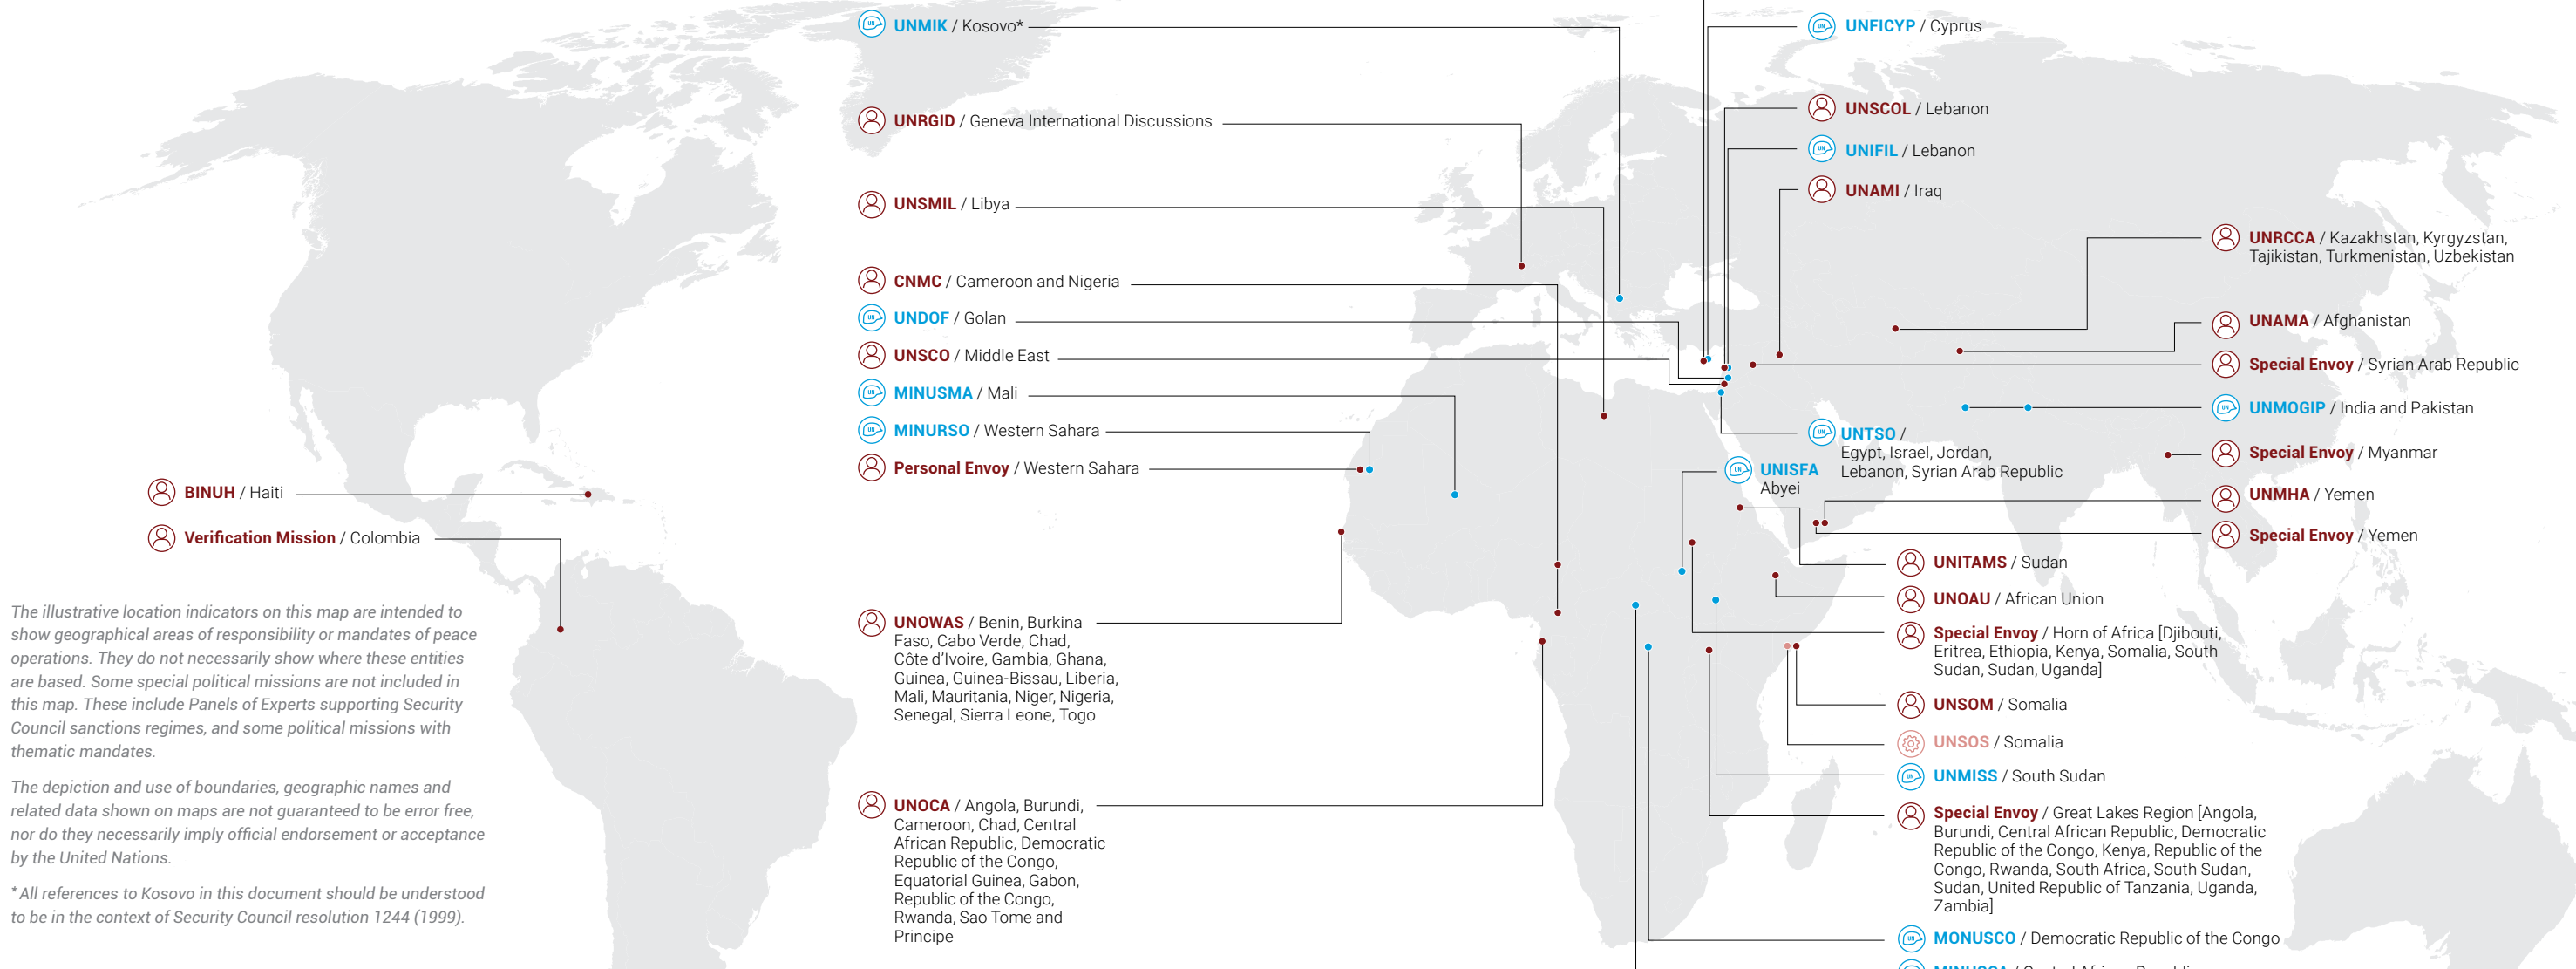 UNMIK / Kosovo*
UNRGID / Geneva International Discussions
UNSMIL / Libya
CNMC / Cameroon and Nigeria
UNDOF / Golan
UNSCO / Middle East
MINUSMA / Mali
MINURSO / Western Sahara
Personal Envoy / Western Sahara
BINUH / Haiti
Verification Mission / Colombia
The illustrative location indicators on this map are intended to
show geographical areas of responsibility or mandates of peace
operations. They do not necessarily show where these entities
are based. Some special political missions are not included in
this map. These include Panels of Experts supporting Security
Council sanctions regimes, and some political missions with
thematic mandates.
The depiction and use of boundaries, geographic names and
related data shown on maps are not guaranteed to be error free,
nor do they necessarily imply official endorsement or acceptance
by the United Nations.
* All references to Kosovo in this document should be understood
to be in the context of Security Council resolution 1244 (1999).
UNOWAS / Benin, Burkina
Faso, Cabo Verde, Chad,
Côte d'Ivoire, Gambia, Ghana,
Guinea, Guinea-Bissau, Liberia,
Mali, Mauritania, Niger, Nigeria,
Senegal, Sierra Leone, Togo
UNOCA / Angola, Burundi,
Cameroon, Chad, Central
African Republic, Democratic
Republic of the Congo,
Equatorial Guinea, Gabon,
Republic of the Congo,
Rwanda, Sao Tome and
Principe
UNFICYP / Cyprus
UNSCOL / Lebanon
UNIFIL / Lebanon
UNAMI / Iraq
UNRCCA / Kazakhstan, Kyrgyzstan,
Tajikistan, Turkmenistan, Uzbekistan
UNAMA / Afghanistan
Special Envoy / Syrian Arab Republic
UNMOGIP / India and Pakistan
UNTSO /
Egypt, Israel, Jordan,
Lebanon, Syrian Arab Republic
UNISFA
Abyei
Special Envoy / Myanmar
UNMHA / Yemen
Special Envoy / Yemen
UNITAMS / Sudan
UNOAU / African Union
Special Envoy / Horn of Africa [Djibouti,
Eritrea, Ethiopia, Kenya, Somalia, South
Sudan, Sudan, Uganda]
UNSOM / Somalia
UNSOS / Somalia
UNMISS / South Sudan
Special Envoy / Great Lakes Region [Angola,
Burundi, Central African Republic, Democratic
Republic of the Congo, Kenya, Republic of the
Congo, Rwanda, South Africa, South Sudan,
Sudan, United Republic of Tanzania, Uganda,
Zambia]
MONUSCO / Democratic Republic of the Congo
MINUSCA / Central African Republic